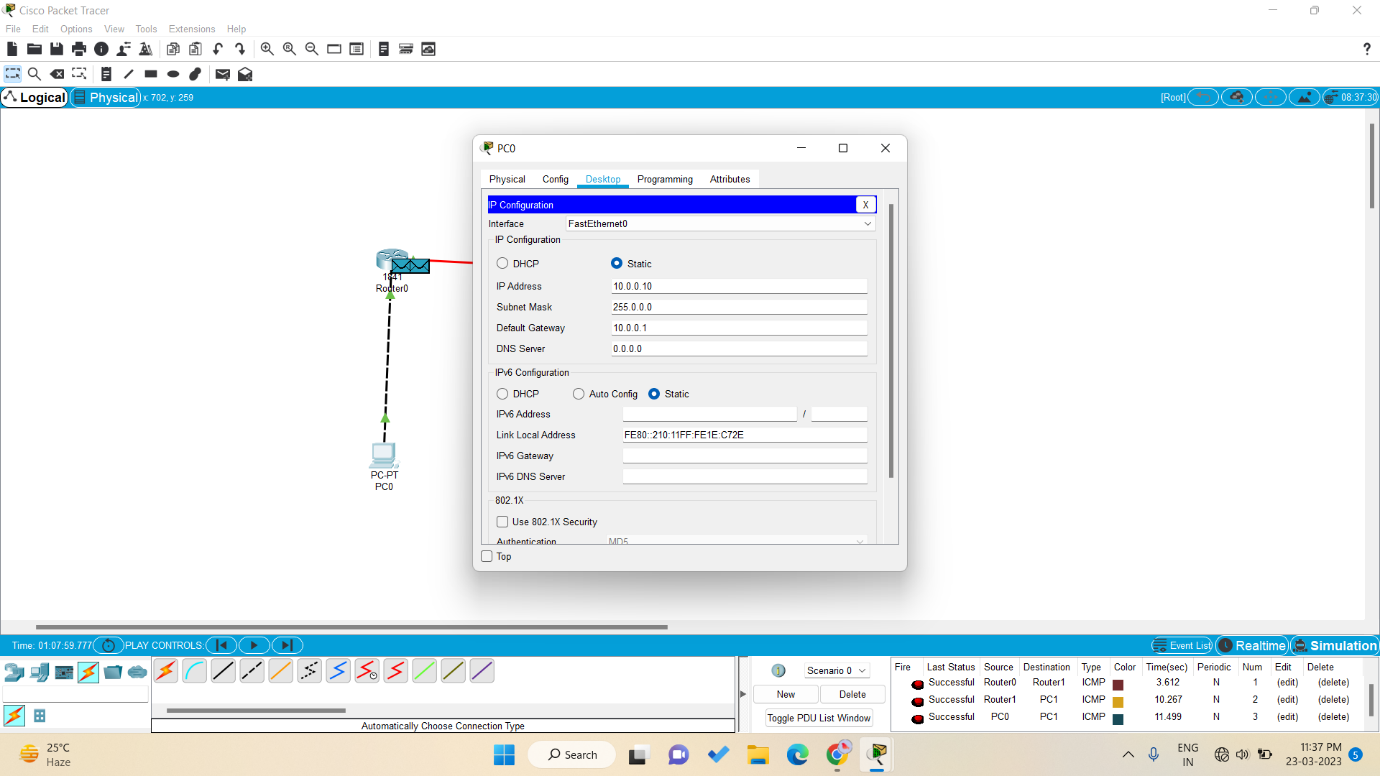 Cisco Packet Tracer
File Edit Options View Tools Extensions Help
?
Logical Physical x: 702, y: 259 [Root] 08:37:30
PC0
Physical Config Desktop Programming Attributes
IP Configuration X
Interface FastEthernet0
IP Configuration
DHCP Static
IP Address 10.0.0.10
Subnet Mask 255.0.0.0
Default Gateway 10.0.0.1
DNS Server 0.0.0.0
IPv6 Configuration
DHCP Auto Config Static
IPv6 Address /
Link Local Address FE80::210:11FF:FE1E:C72E
IPv6 Gateway
IPv6 DNS Server
802.1X
Use 802.1X Security
Authentication MD5
Top
1841
Router0
PC-PT
PC0
Time: 01:07:59.777 PLAY CONTROLS: Event List Realtime Simulation
Scenario 0
New Delete
Toggle PDU List Window
Fire Last Status Source Destination Type Color Time(sec) Periodic Num Edit Delete
Successful Router0 Router1 ICMP 3.612 N 1 (edit) (delete)
Successful Router1 PC1 ICMP 10.267 N 2 (edit) (delete)
Successful PC0 PC1 ICMP 11.499 N 3 (edit) (delete)
Automatically Choose Connection Type
25°C
Haze
Search
ENG
IN
11:37 PM
23-03-2023
5